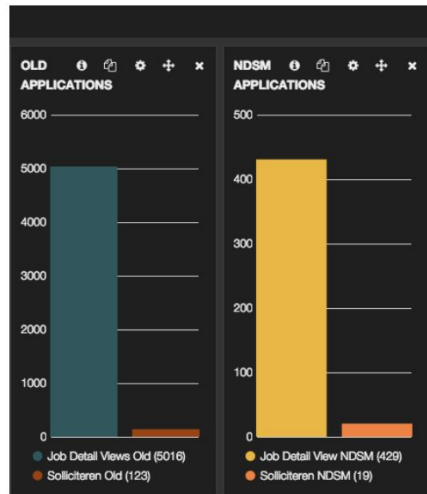 OLD
APPLICATIONS
6000
5000
4000
3000
2000
1000
0
Job Detail Views Old (5016)
Solliciteren Old (123)
NDSM
APPLICATIONS
500
400
300
200
100
0
Job Detail View NDSM (429)
Solliciteren NDSM (19)